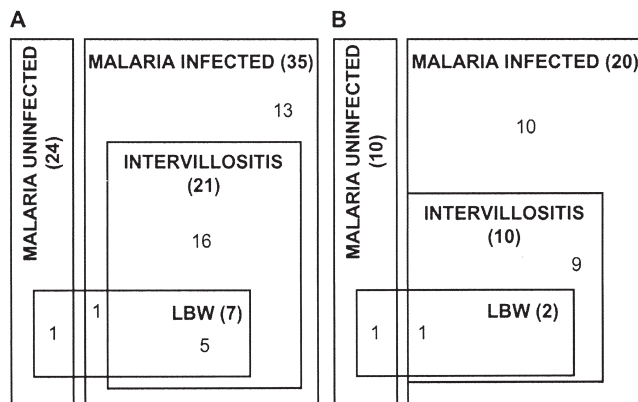 A
MALARIA UNINFECTED
(24)
MALARIA INFECTED (35)
13
INTERVILLOSITIS
(21)
16
1
1
LBW (7)
5
B
MALARIA UNINFECTED
(10)
MALARIA INFECTED (20)
10
INTERVILLOSITIS
(10)
9
LBW (2)
1
1